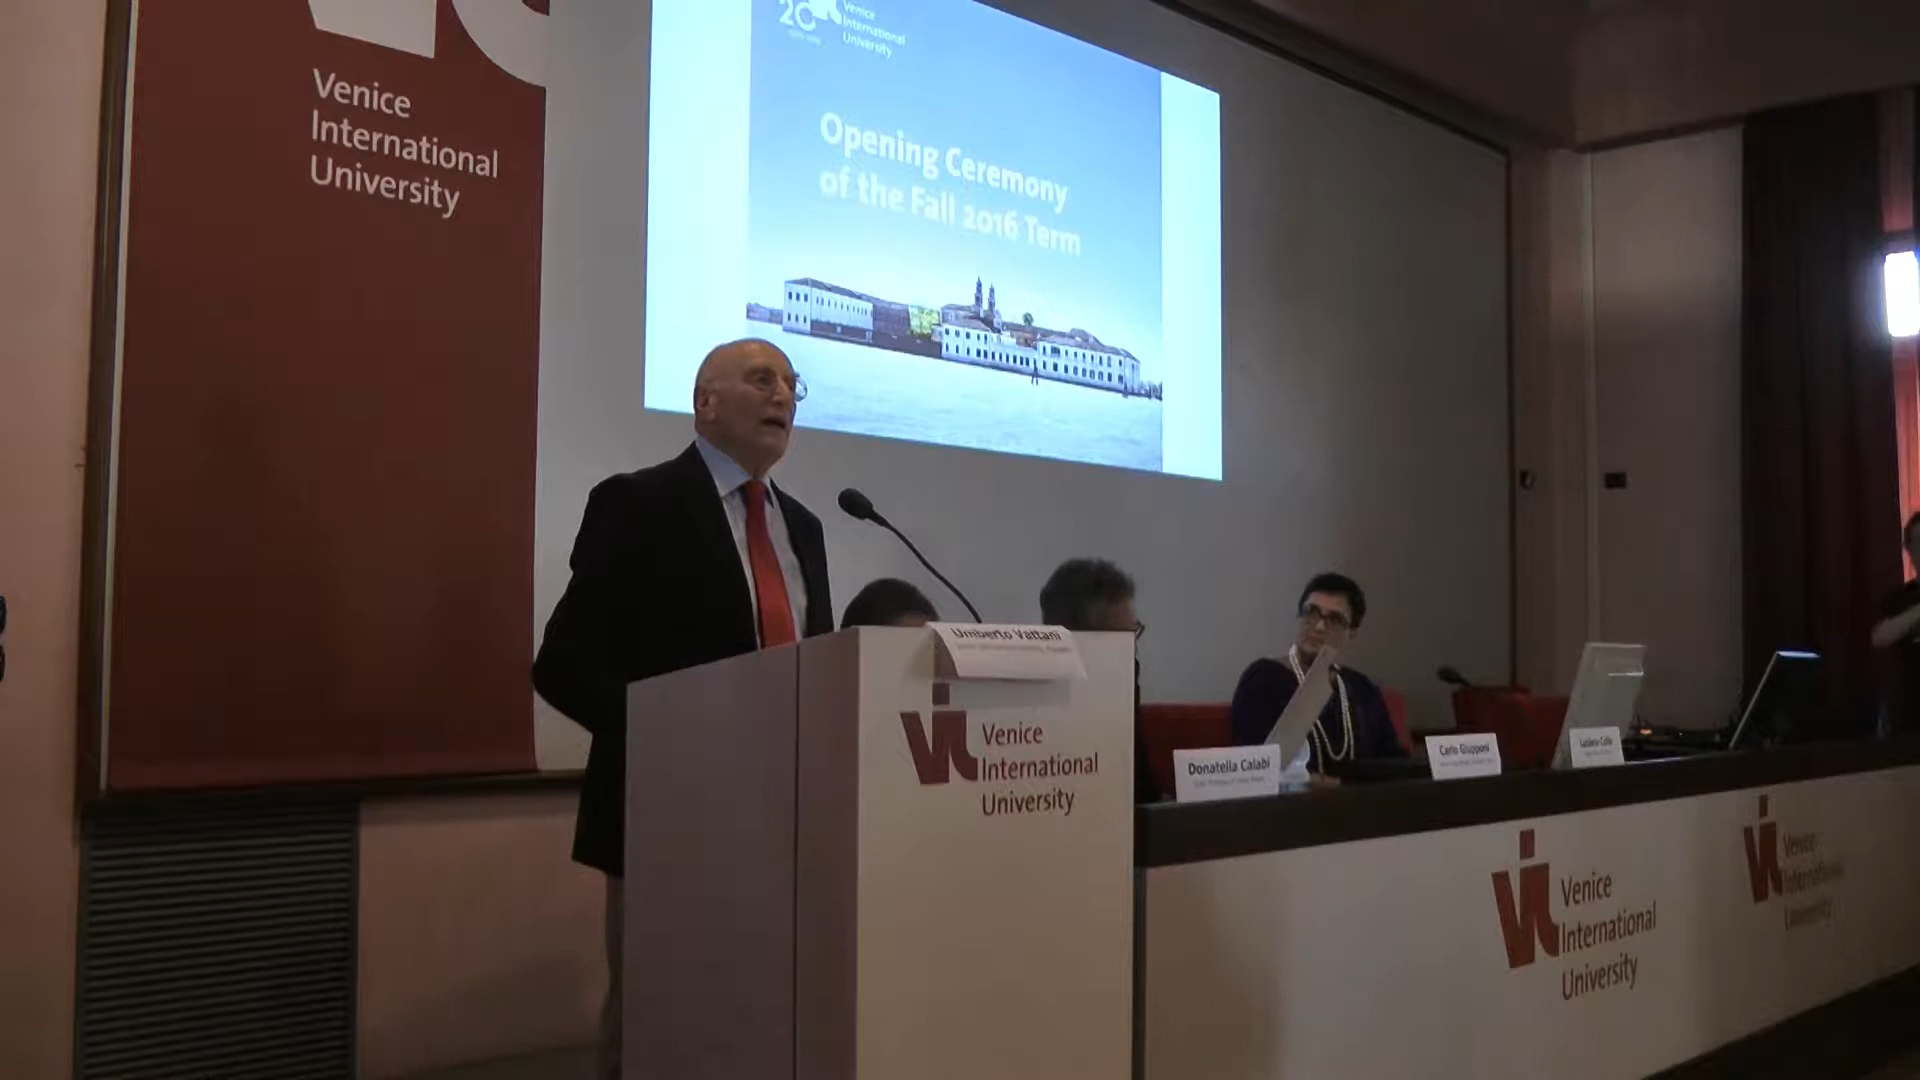 Venice
International
University
20
Venice
International
University
Opening Ceremony
of the Fall 2016 Term
Umberto Vattani
Venice
International
University
Donatella Calabi
Carlo Giupponi
Venice
International
University
Venice
International
University